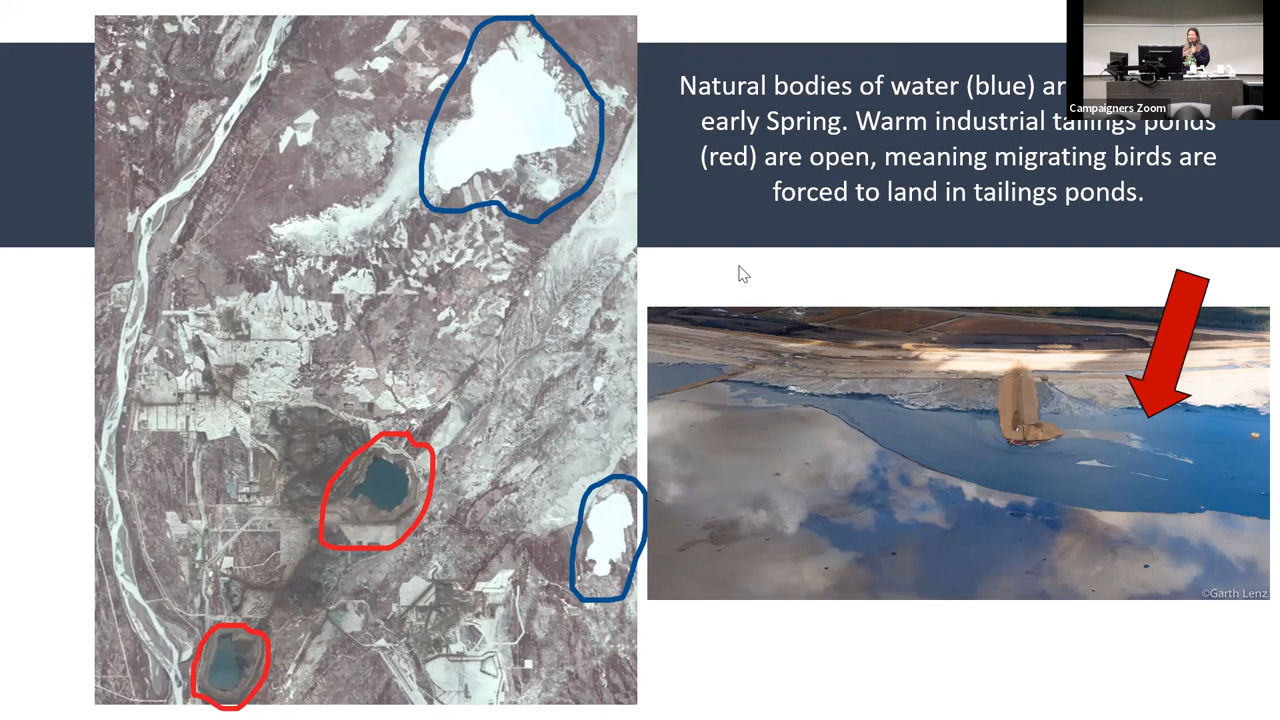 Natural bodies of water (blue) ar
early Spring. Warm industrial tailings ponds
(red) are open, meaning migrating birds are
forced to land in tailings ponds.
Campaigners Zoom
©Garth Lenz